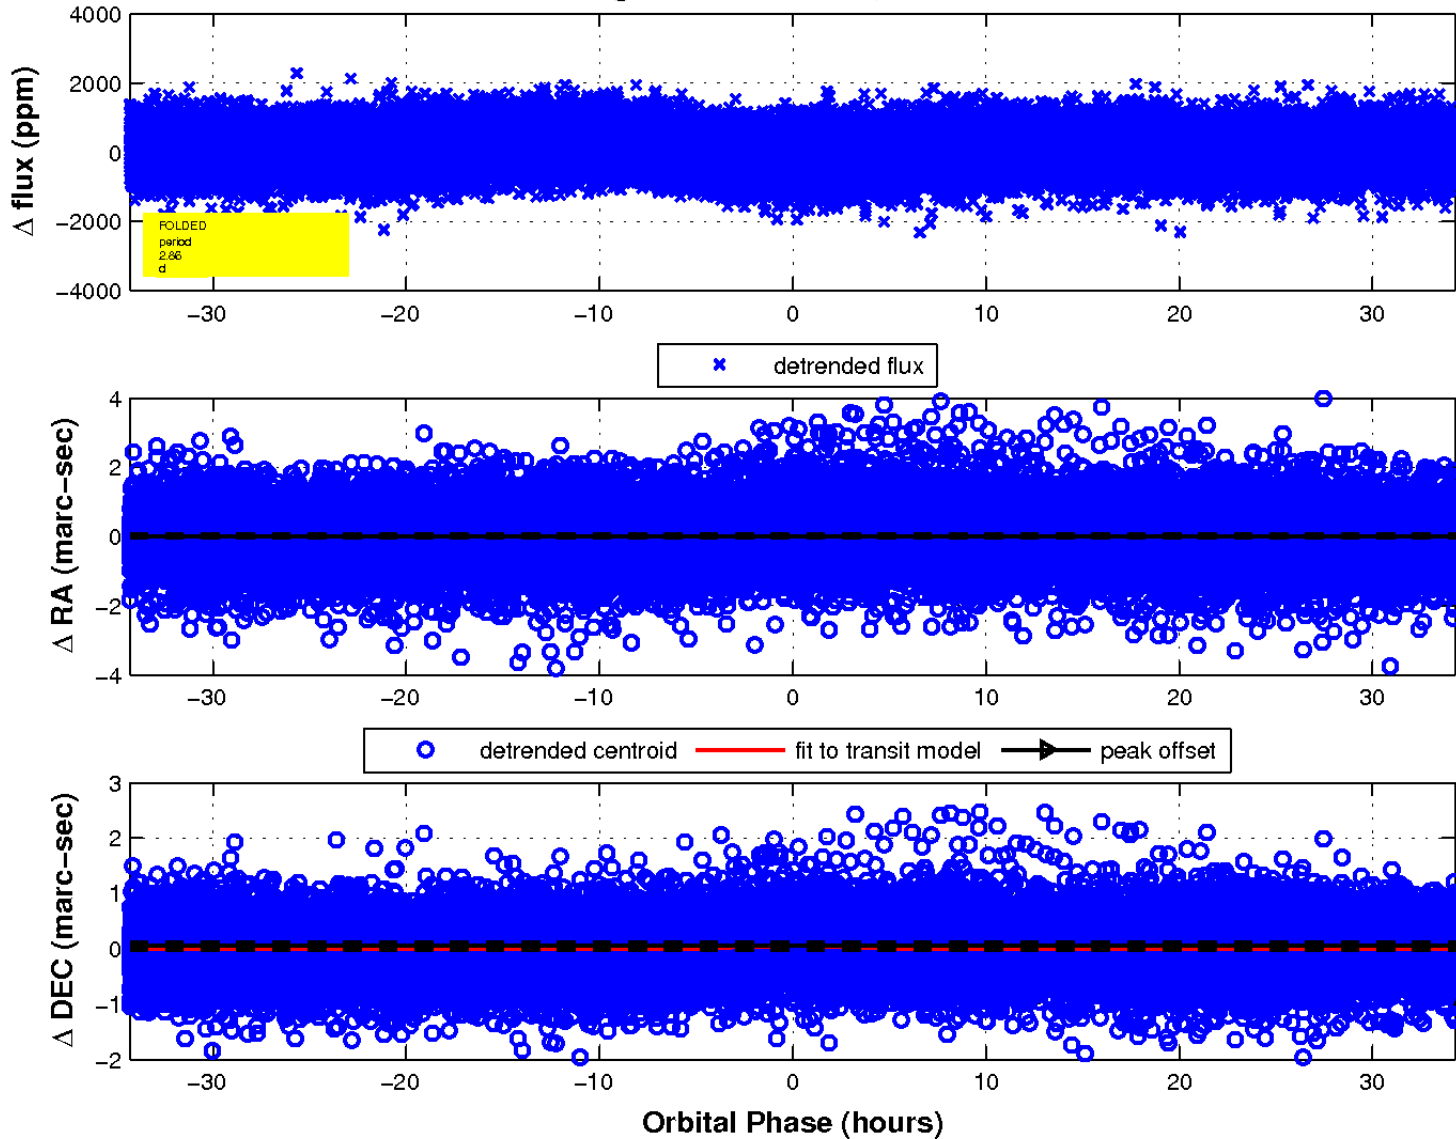 4000
2000
0
−2000
−4000
Δ flux (ppm)
FOLDED
period
2.86
d
−30 −20 −10 0 10 20 30
detrended flux
4
2
0
−2
−4
Δ RA (marc−sec)
−30 −20 −10 0 10 20 30
detrended centroid fit to transit model peak offset
3
2
1
0
−1
−2
Δ DEC (marc−sec)
−30 −20 −10 0 10 20 30
Orbital Phase (hours)